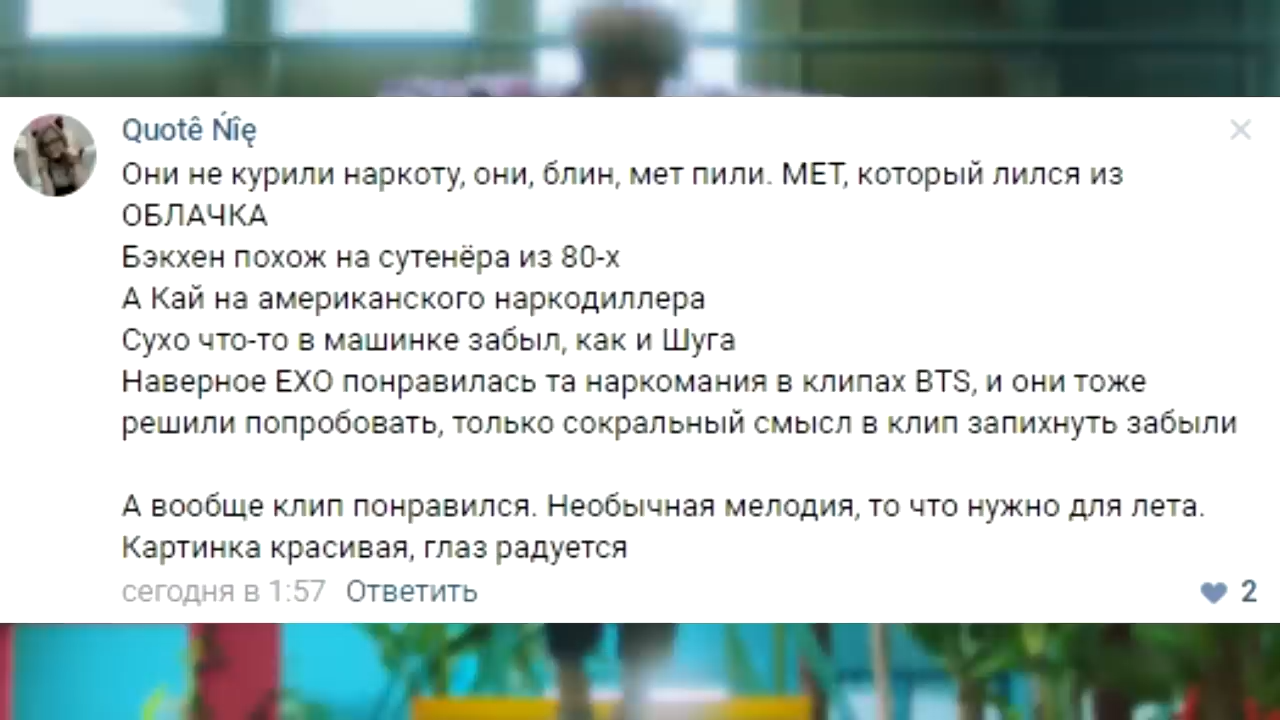 Quotê Ńîę
Они не курили наркоту, они, блин, мет пили. МЕТ, который лился из
ОБЛАЧКА
Бэкхен похож на сутенёра из 80-х
А Кай на американского наркодиллера
Сухо что-то в машинке забыл, как и Шуга
Наверное EXO понравилась та наркомания в клипах BTS, и они тоже
решили попробовать, только сокральный смысл в клип запихнуть забыли
А вообще клип понравился. Необычная мелодия, то что нужно для лета.
Картинка красивая, глаз радуется
сегодня в 1:57 Ответить 2